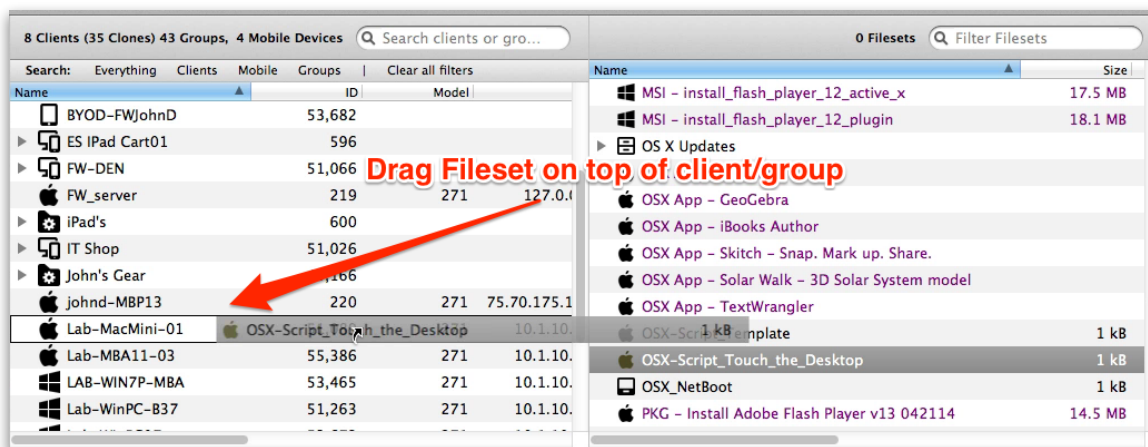 8 Clients (35 Clones) 43 Groups, 4 Mobile Devices Search clients or gro...
0 Filesets Filter Filesets
Search: Everything Clients Mobile Groups | Clear all filters
Name ID Model
BYOD-FWJohnD 53,682
ES IPad Cart01 596
FW-DEN 51,066
FW_server 219 271 127.0.0
iPad's 600
IT Shop 51,026
John's Gear ,166
johnd-MBP13 220 271 75.70.175.1
Lab-MacMini-01 271 10.1.10.
Lab-MBA11-03 55,386 271 10.1.10.
LAB-WIN7P-MBA 53,465 271 10.1.10.
Lab-WinPC-B37 51,263 271 10.1.10.
Drag Fileset on top of client/group
OSX-Script_Touch_the_Desktop 1 kB
Name Size
MSI - install_flash_player_12_active_x 17.5 MB
MSI - install_flash_player_12_plugin 18.1 MB
OS X Updates
OSX App - GeoGebra
OSX App - iBooks Author
OSX App - Skitch - Snap. Mark up. Share.
OSX App - Solar Walk - 3D Solar System model
OSX App - TextWrangler
OSX-Script_Template 1 kB
OSX-Script_Touch_the_Desktop 1 kB
OSX_NetBoot 1 kB
PKG - Install Adobe Flash Player v13 042114 14.5 MB